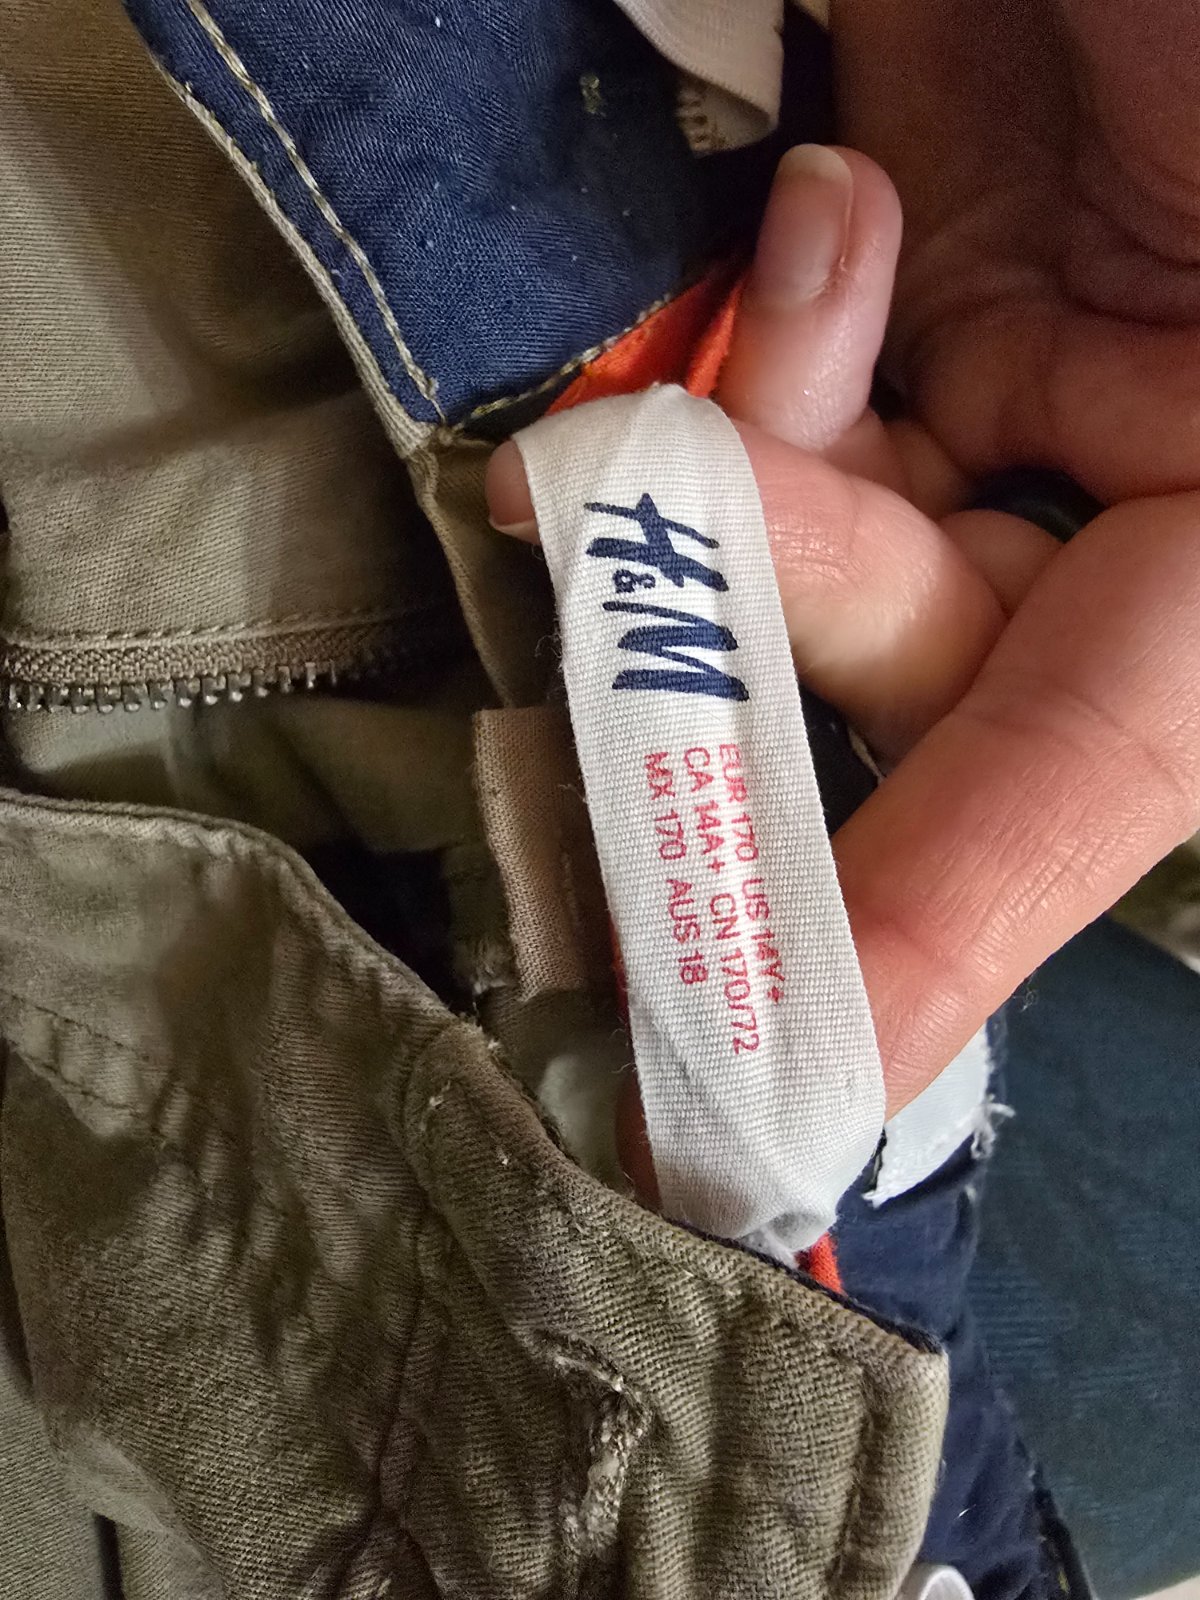 H&M
EUR 170 US 14Y+
CA 14A+ CN 170/72
MX 170 AUS 18